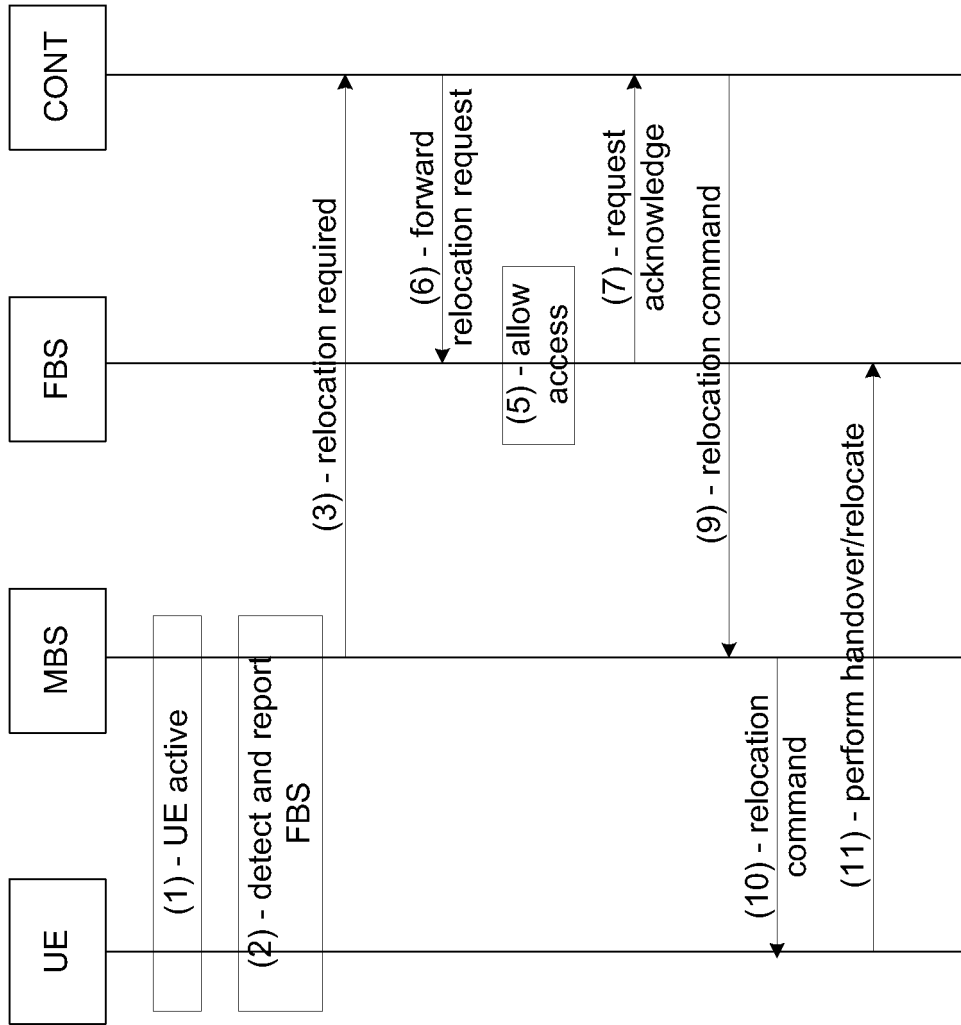 UE
MBS
FBS
CONT
(1) - UE active
(2) - detect and report
FBS
(3) - relocation required
(6) - forward
relocation request
(5) - allow
access
(7) - request
acknowledge
(9) - relocation command
(10) - relocation
command
(11) - perform handover/relocate